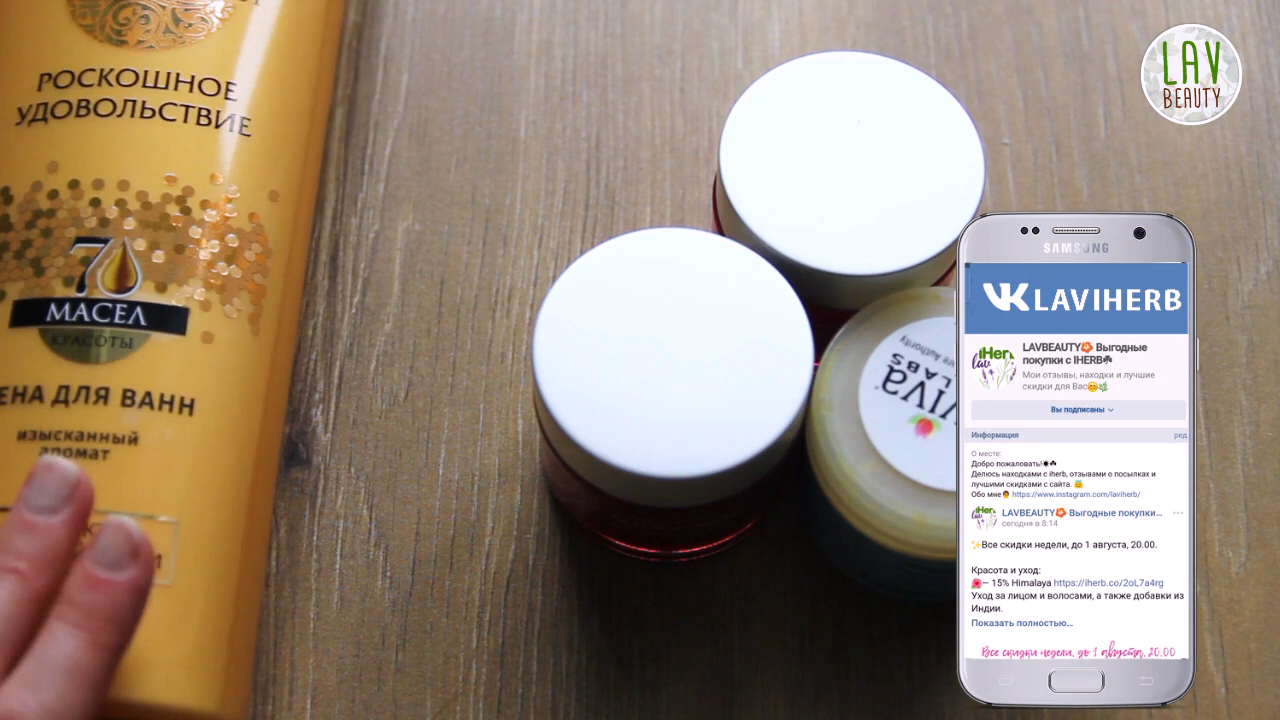 РОСКОШНОЕ
УДОВОЛЬСТВИЕ
7
МАСЕЛ
КРАСОТЫ
ЕНА ДЛЯ ВАНН
изысканный
аромат
viva
LABS
LAV
BEAUTY
SAMSUNG
LAVIHERB
LAVBEAUTY🌺 Выгодные
покупки с IHERB☘
Мои отзывы, находки и лучшие
скидки для Вас😊🌿
Вы подписаны
Информация ред.
О месте:
Добро пожаловать!☀☘
Делюсь находками с iherb, отзывами о посылках и
лучшими скидками с сайта. 😇
Обо мне👩 https://www.instagram.com/laviherb/
LAVBEAUTY🌺 Выгодные покупки...
сегодня в 8:14
✨Все скидки недели, до 1 августа, 20.00.
Красота и уход:
🌺— 15% Himalaya https://iherb.co/2oL7a4rg
Уход за лицом и волосами, а также добавки из
Индии.
Показать полностью...
Все скидки недели, до 1 августа, 20.00